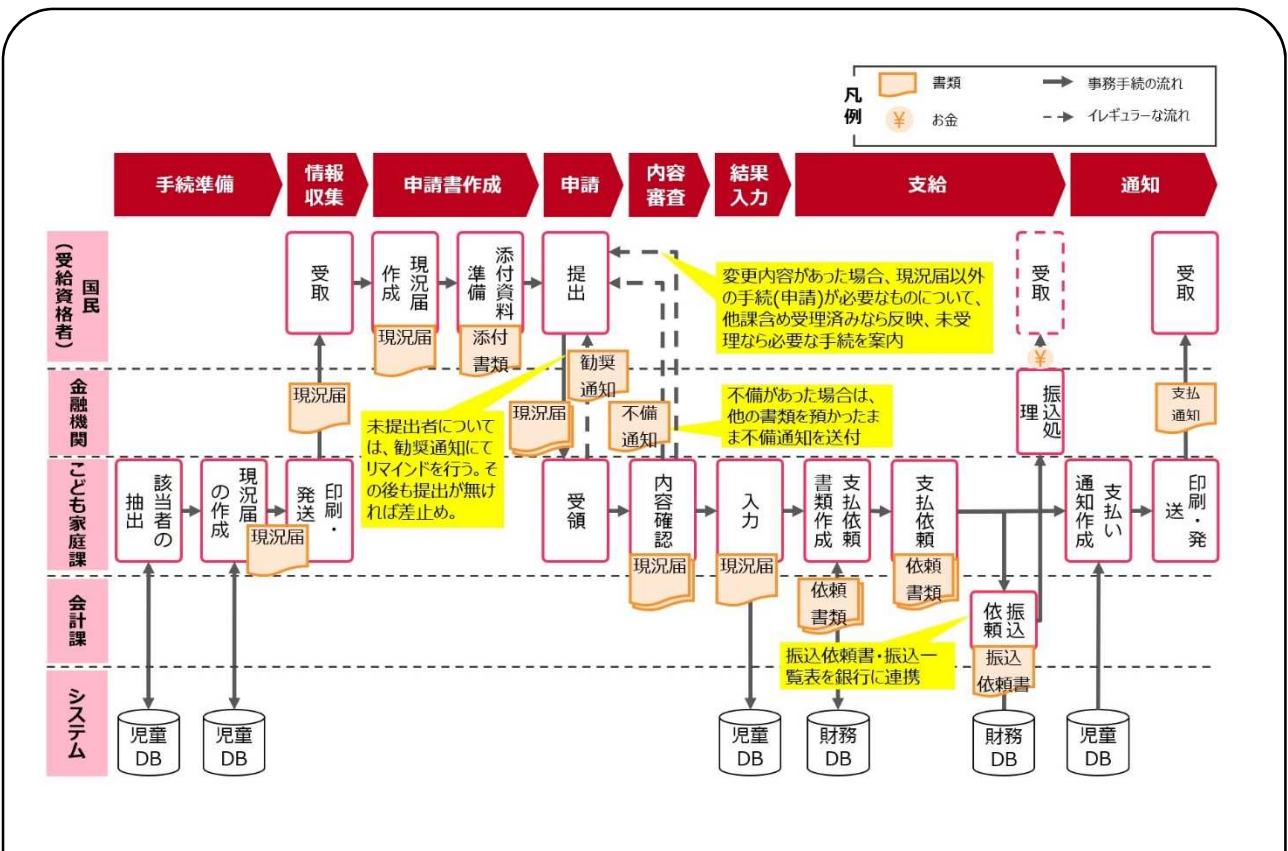 凡例
書類
事務手続の流れ
お金
イレギュラーな流れ
手続準備
情報
収集
申請書作成
申請
内容
審査
結果
入力
支給
通知
国民
(受給資格者)
受取
現況届
作成
添付資料
準備
提出
変更内容があった場合、現況届以外
の手続(申請)が必要なものについて、
他課含め受理済みなら反映、未受
理なら必要な手続を案内
受取
受取
現況届
添付
書類
勧奨
通知
¥
金融機関
現況届
未提出者につい
ては、勧奨通知にて
リマインドを行う。そ
の後も提出が無け
れば差止め。
現況届
不備
通知
不備があった場合は、
他の書類を預かったま
ま不備通知を送付
振込処
理
支払
通知
こども家庭課
該当者の
抽出
現況届
の作成
現況届
印刷・
発送
受領
内容確認
現況届
入力
現況届
支払依頼
書類作成
依頼
書類
支払依頼
依頼
書類
支払い
通知作成
印刷・発
送
会計課
振込依頼書・振込一
覧表を銀行に連携
振込
依頼
振込
依頼書
システム
児童
DB
児童
DB
児童
DB
財務
DB
財務
DB
児童
DB